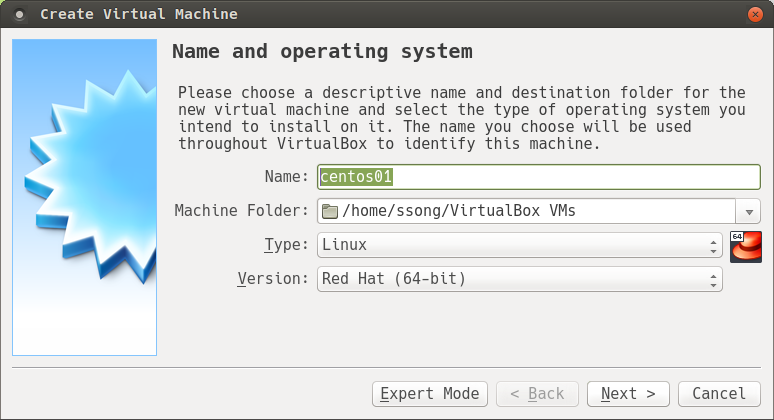 Create Virtual Machine
Name and operating system
Please choose a descriptive name and destination folder for the
new virtual machine and select the type of operating system you
intend to install on it. The name you choose will be used
throughout VirtualBox to identify this machine.
Name: centos01
Machine Folder: /home/ssong/VirtualBox VMs
Type: Linux
64
Version: Red Hat (64-bit)
Expert Mode < Back Next > Cancel